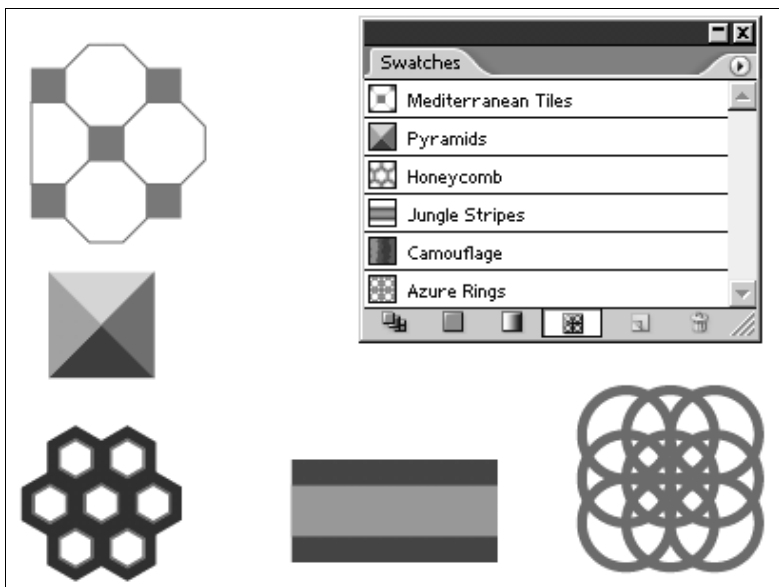 Swatches
Mediterranean Tiles
Pyramids
Honeycomb
Jungle Stripes
Camouflage
Azure Rings